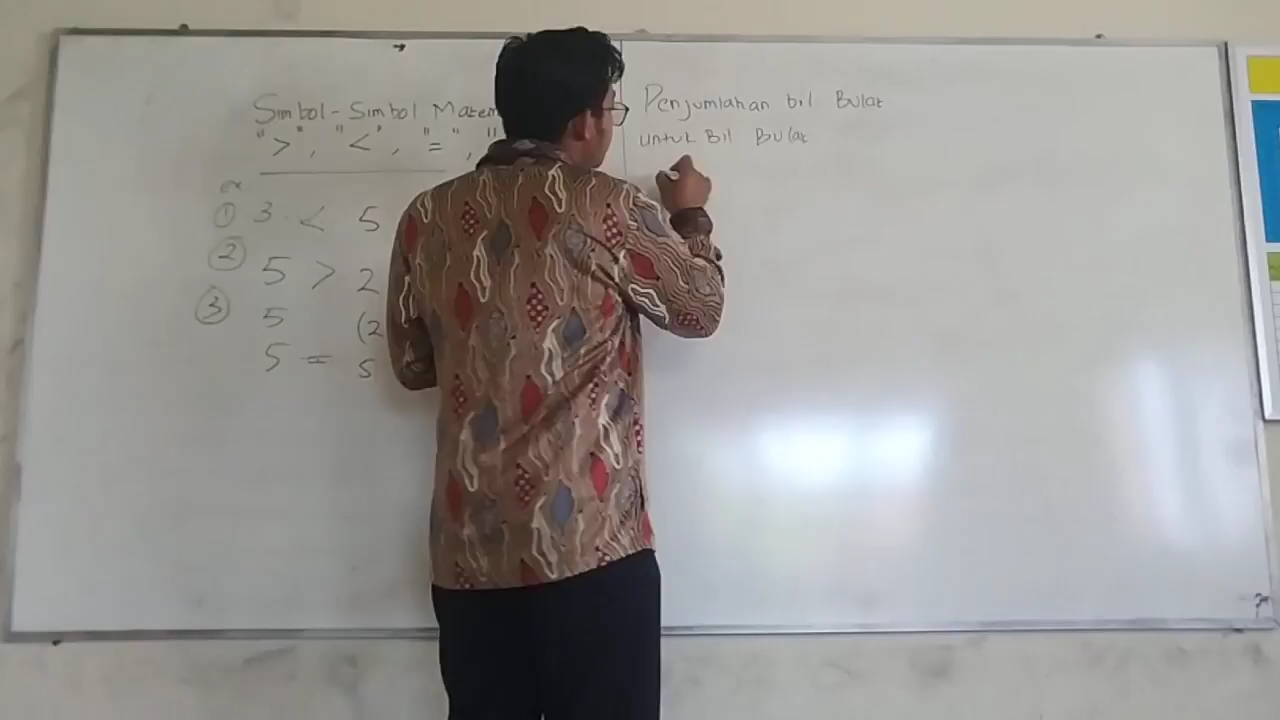 Simbol - Simbol Matem
">", "<", "=", "
ex
① 3 < 5
② 5 > 2
③ 5 (2
5 = 5
Penjumlahan bil Bulat
untuk Bil Bulat